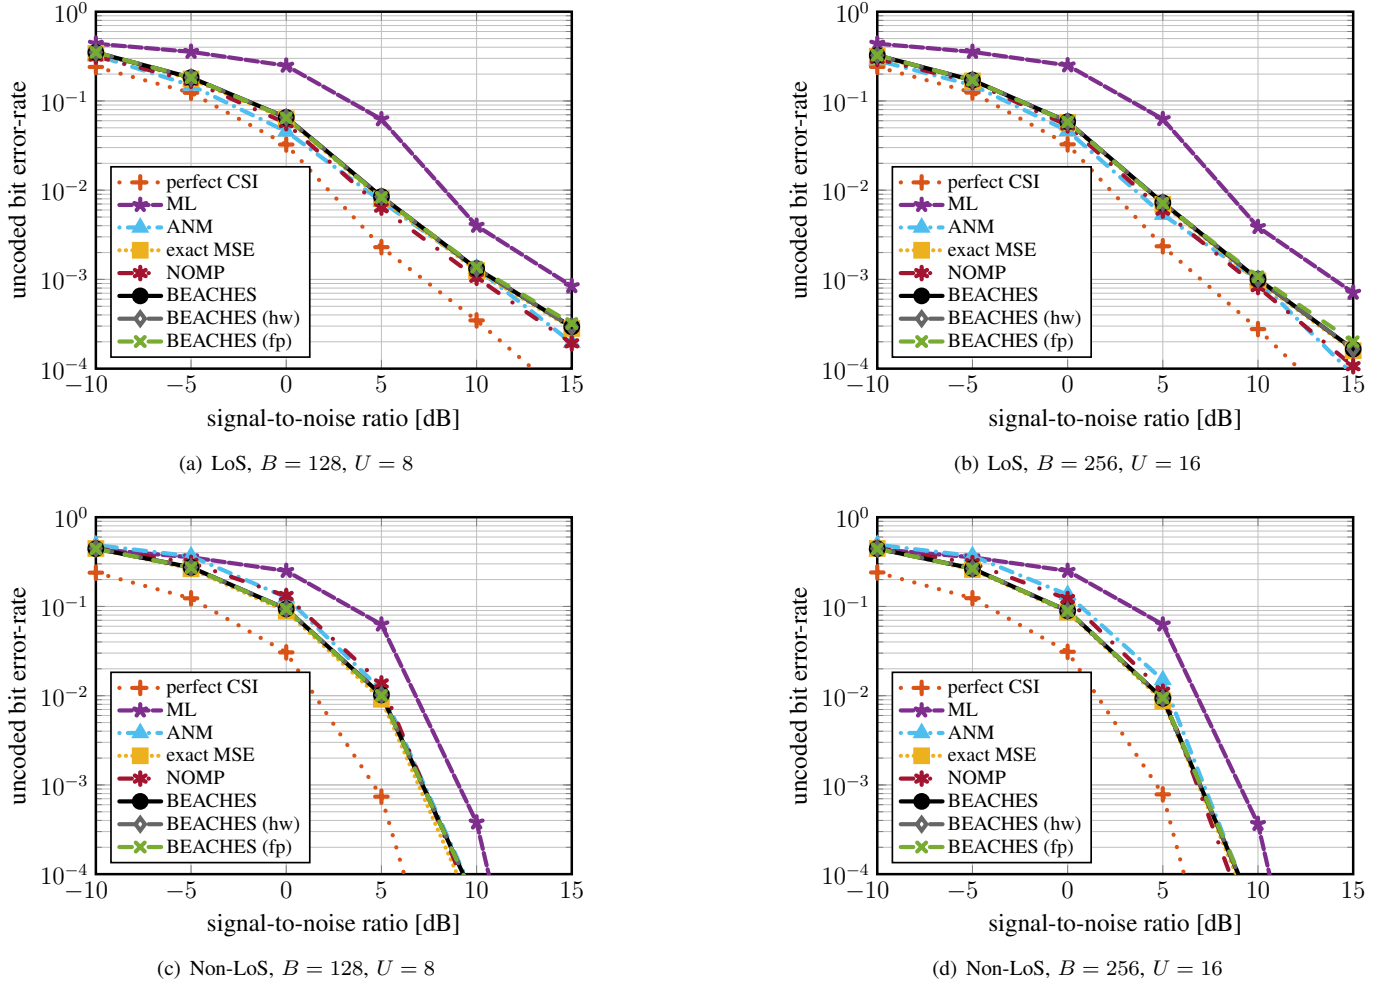 10^0
10^−1
10^−2
10^−3
10^−4
uncoded bit error-rate
perfect CSI
ML
ANM
exact MSE
NOMP
BEACHES
BEACHES (hw)
BEACHES (fp)
−10 −5 0 5 10 15
signal-to-noise ratio [dB]
(a) LoS, B = 128, U = 8
10^0
10^−1
10^−2
10^−3
10^−4
uncoded bit error-rate
perfect CSI
ML
ANM
exact MSE
NOMP
BEACHES
BEACHES (hw)
BEACHES (fp)
−10 −5 0 5 10 15
signal-to-noise ratio [dB]
(b) LoS, B = 256, U = 16
10^0
10^−1
10^−2
10^−3
10^−4
uncoded bit error-rate
perfect CSI
ML
ANM
exact MSE
NOMP
BEACHES
BEACHES (hw)
BEACHES (fp)
−10 −5 0 5 10 15
signal-to-noise ratio [dB]
(c) Non-LoS, B = 128, U = 8
10^0
10^−1
10^−2
10^−3
10^−4
uncoded bit error-rate
perfect CSI
ML
ANM
exact MSE
NOMP
BEACHES
BEACHES (hw)
BEACHES (fp)
−10 −5 0 5 10 15
signal-to-noise ratio [dB]
(d) Non-LoS, B = 256, U = 16